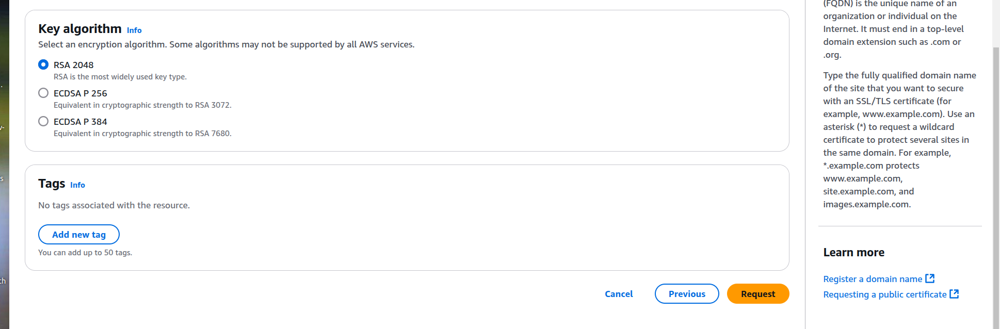 Key algorithm Info
Select an encryption algorithm. Some algorithms may not be supported by all AWS services.
RSA 2048
RSA is the most widely used key type.
ECDSA P 256
Equivalent in cryptographic strength to RSA 3072.
ECDSA P 384
Equivalent in cryptographic strength to RSA 7680.
Tags Info
No tags associated with the resource.
Add new tag
You can add up to 50 tags.
Cancel
Previous
Request
(FQDN) is the unique name of an
organization or individual on the
Internet. It must end in a top-level
domain extension such as .com or
.org.
Type the fully qualified domain name
of the site that you want to secure
with an SSL/TLS certificate (for
example, www.example.com). Use an
asterisk (*) to request a wildcard
certificate to protect several sites in
the same domain. For example,
*.example.com protects
www.example.com,
site.example.com, and
images.example.com.
Learn more
Register a domain name
Requesting a public certificate